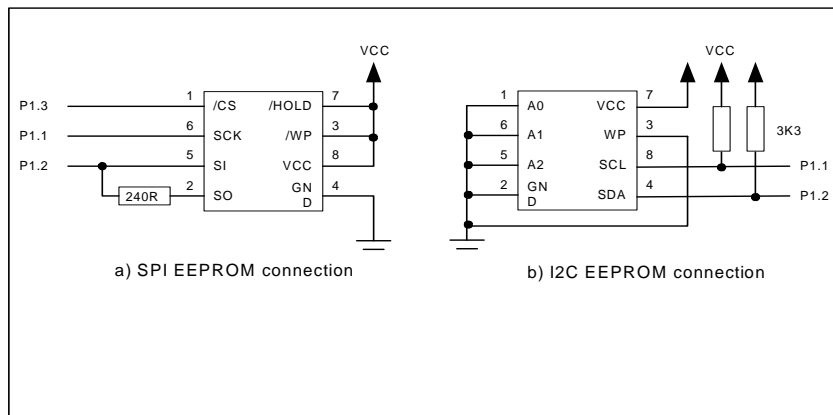 VCC
P1.3
1
/CS
/HOLD
7
P1.1
6
SCK
/WP
3
P1.2
5
SI
VCC
8
240R
2
SO
GN
D
4
a) SPI EEPROM connection
VCC
1
A0
VCC
7
6
A1
WP
3
3K3
5
A2
SCL
8
P1.1
2
GN
D
SDA
4
P1.2
b) I2C EEPROM connection